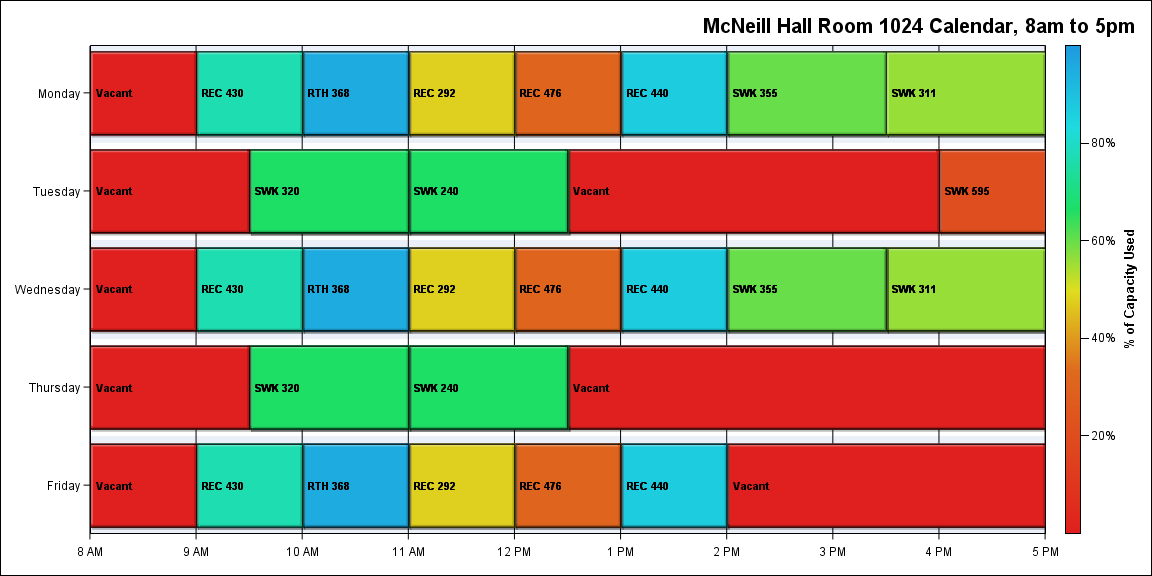 McNeill Hall Room 1024 Calendar, 8am to 5pm
Monday
Vacant
REC 430
RTH 368
REC 292
REC 476
REC 440
SWK 355
SWK 311
Tuesday
Vacant
SWK 320
SWK 240
Vacant
SWK 595
Wednesday
Vacant
REC 430
RTH 368
REC 292
REC 476
REC 440
SWK 355
SWK 311
Thursday
Vacant
SWK 320
SWK 240
Vacant
Friday
Vacant
REC 430
RTH 368
REC 292
REC 476
REC 440
Vacant
8 AM
9 AM
10 AM
11 AM
12 PM
1 PM
2 PM
3 PM
4 PM
5 PM
80%
60%
40%
20%
% of Capacity Used